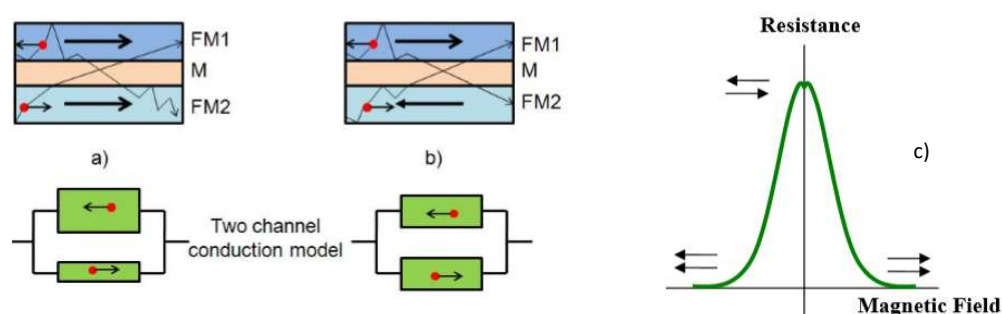 FM1
M
FM2
a)
FM1
M
FM2
b)
Two channel
conduction model
Resistance
c)
Magnetic Field